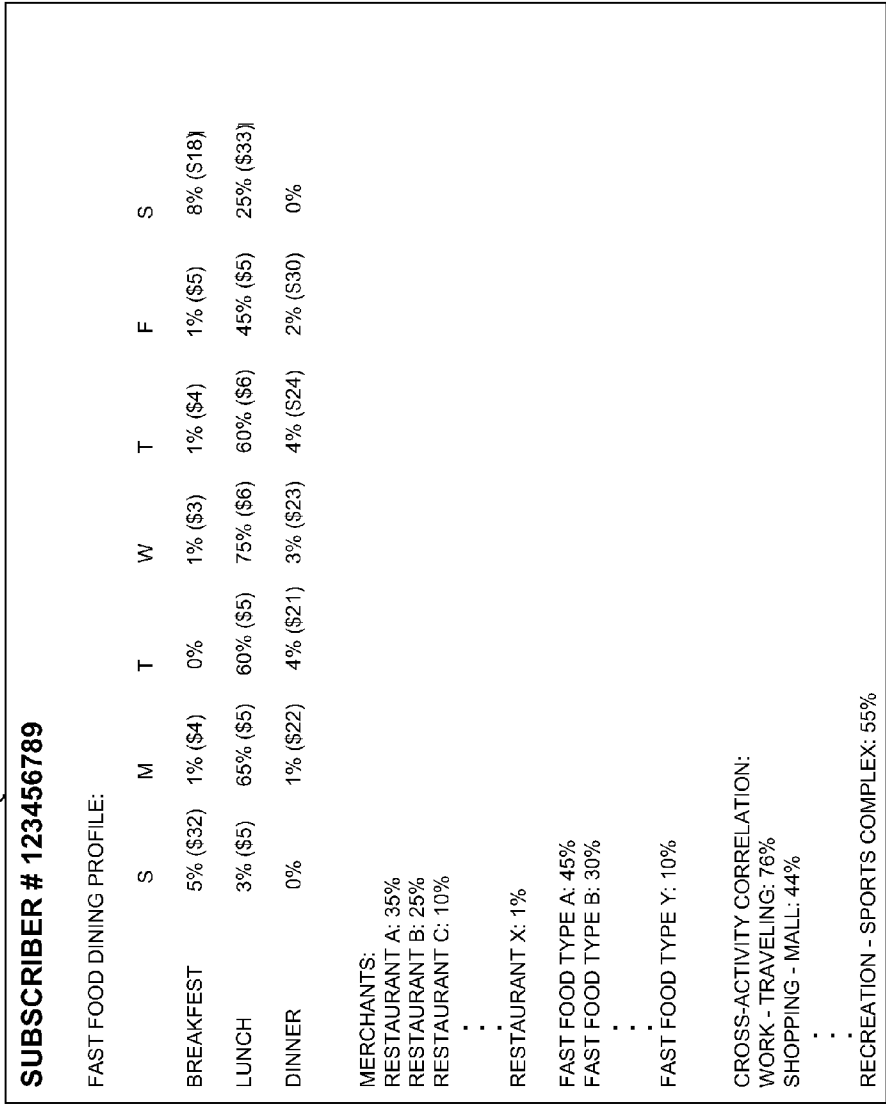 SUBSCRIBER # 123456789
FAST FOOD DINING PROFILE:
S M T W T F S
BREAKFEST 5% ($32) 1% ($4) 0% 1% ($3) 1% ($4) 1% ($5) 8% ($18)
LUNCH 3% ($5) 65% ($5) 60% ($5) 75% ($6) 60% ($6) 45% ($5) 25% ($33)
DINNER 0% 1% ($22) 4% ($21) 3% ($23) 4% ($24) 2% ($30) 0%
MERCHANTS:
RESTAURANT A: 35%
RESTAURANT B: 25%
RESTAURANT C: 10%
. . .
RESTAURANT X: 1%
FAST FOOD TYPE A: 45%
FAST FOOD TYPE B: 30%
. . .
FAST FOOD TYPE Y: 10%
CROSS-ACTIVITY CORRELATION:
WORK - TRAVELING: 76%
SHOPPING - MALL: 44%
. . .
RECREATION - SPORTS COMPLEX: 55%